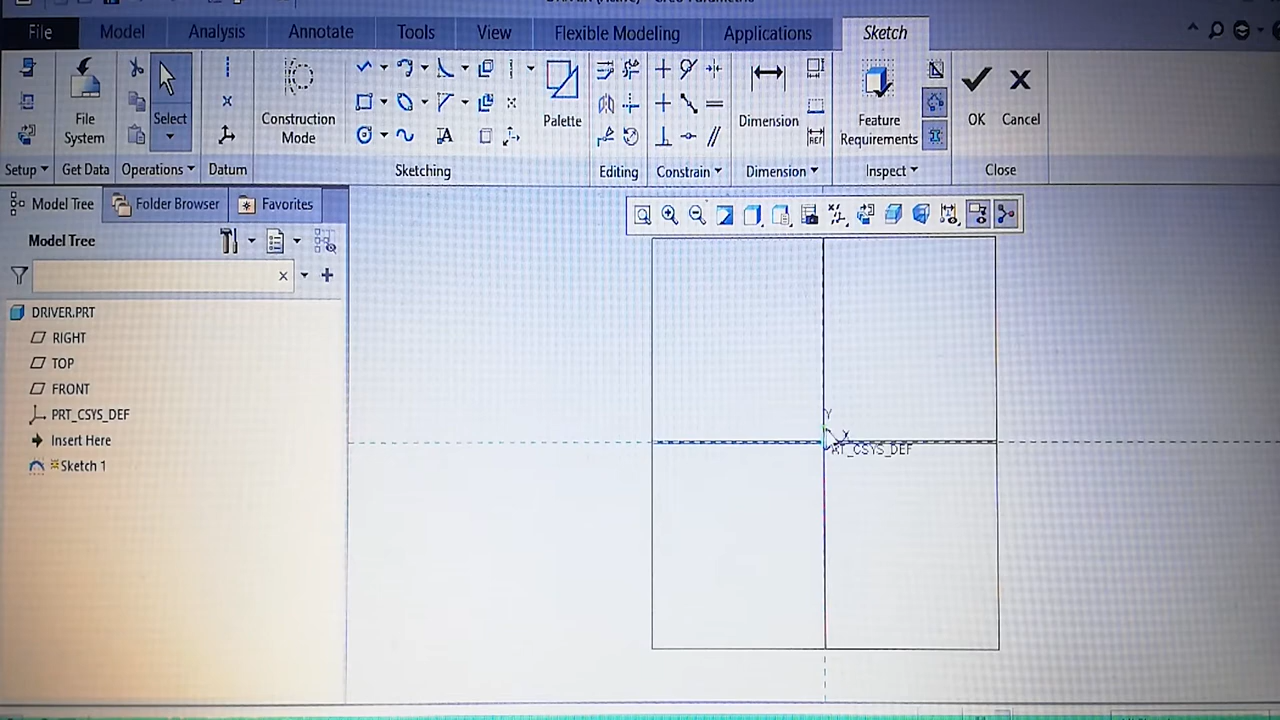 File Model Analysis Annotate Tools View Flexible Modeling Applications Sketch
File System
Select
Construction Mode
Palette
Dimension
REF
Feature Requirements
OK
Cancel
Setup Get Data Operations Datum Sketching Editing Constrain Dimension Inspect Close
Model Tree Folder Browser Favorites
Model Tree
DRIVER.PRT
RIGHT
TOP
FRONT
PRT_CSYS_DEF
Insert Here
Sketch 1
Y
X
RT_CSYS_DEF